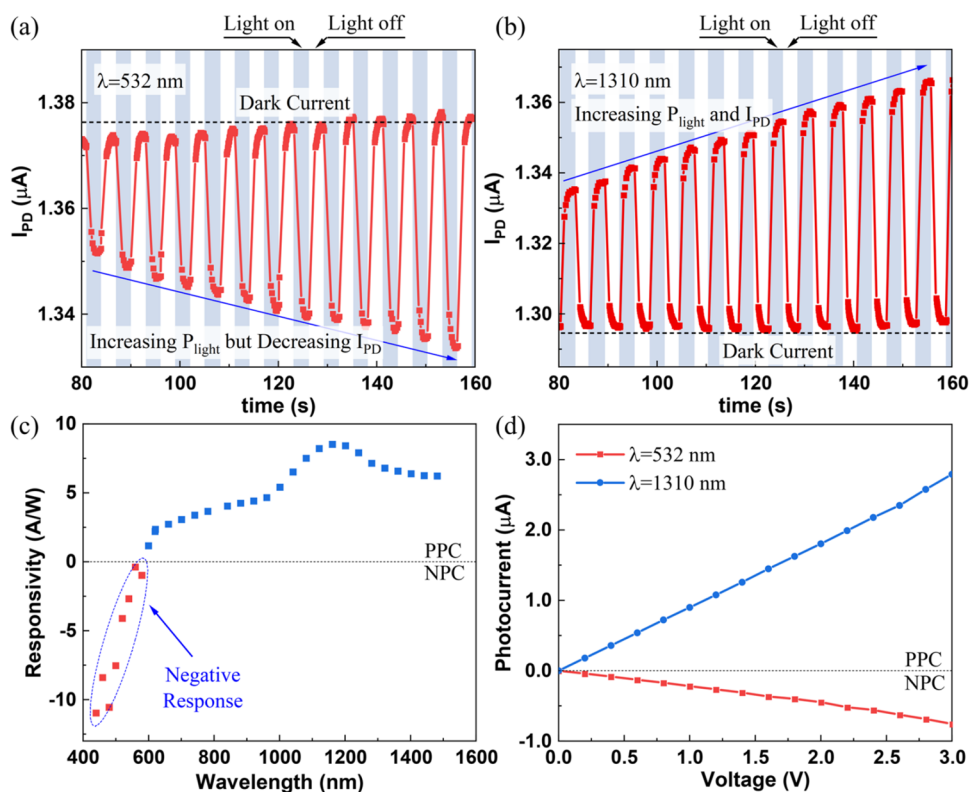 (a)
Light on
Light off
λ=532 nm
Dark Current
Increasing P_light but Decreasing I_PD
I_PD (μA)
1.38
1.36
1.34
80
100
120
140
160
time (s)
(b)
Light on
Light off
λ=1310 nm
Increasing P_light and I_PD
Dark Current
I_PD (μA)
1.36
1.34
1.32
1.30
80
100
120
140
160
time (s)
(c)
Responsivity (A/W)
10
5
0
-5
-10
PPC
NPC
Negative
Response
400
600
800
1000
1200
1400
1600
Wavelength (nm)
(d)
λ=532 nm
λ=1310 nm
Photocurrent (μA)
3.0
2.0
1.0
0.0
-1.0
PPC
NPC
0.0
0.5
1.0
1.5
2.0
2.5
3.0
Voltage (V)